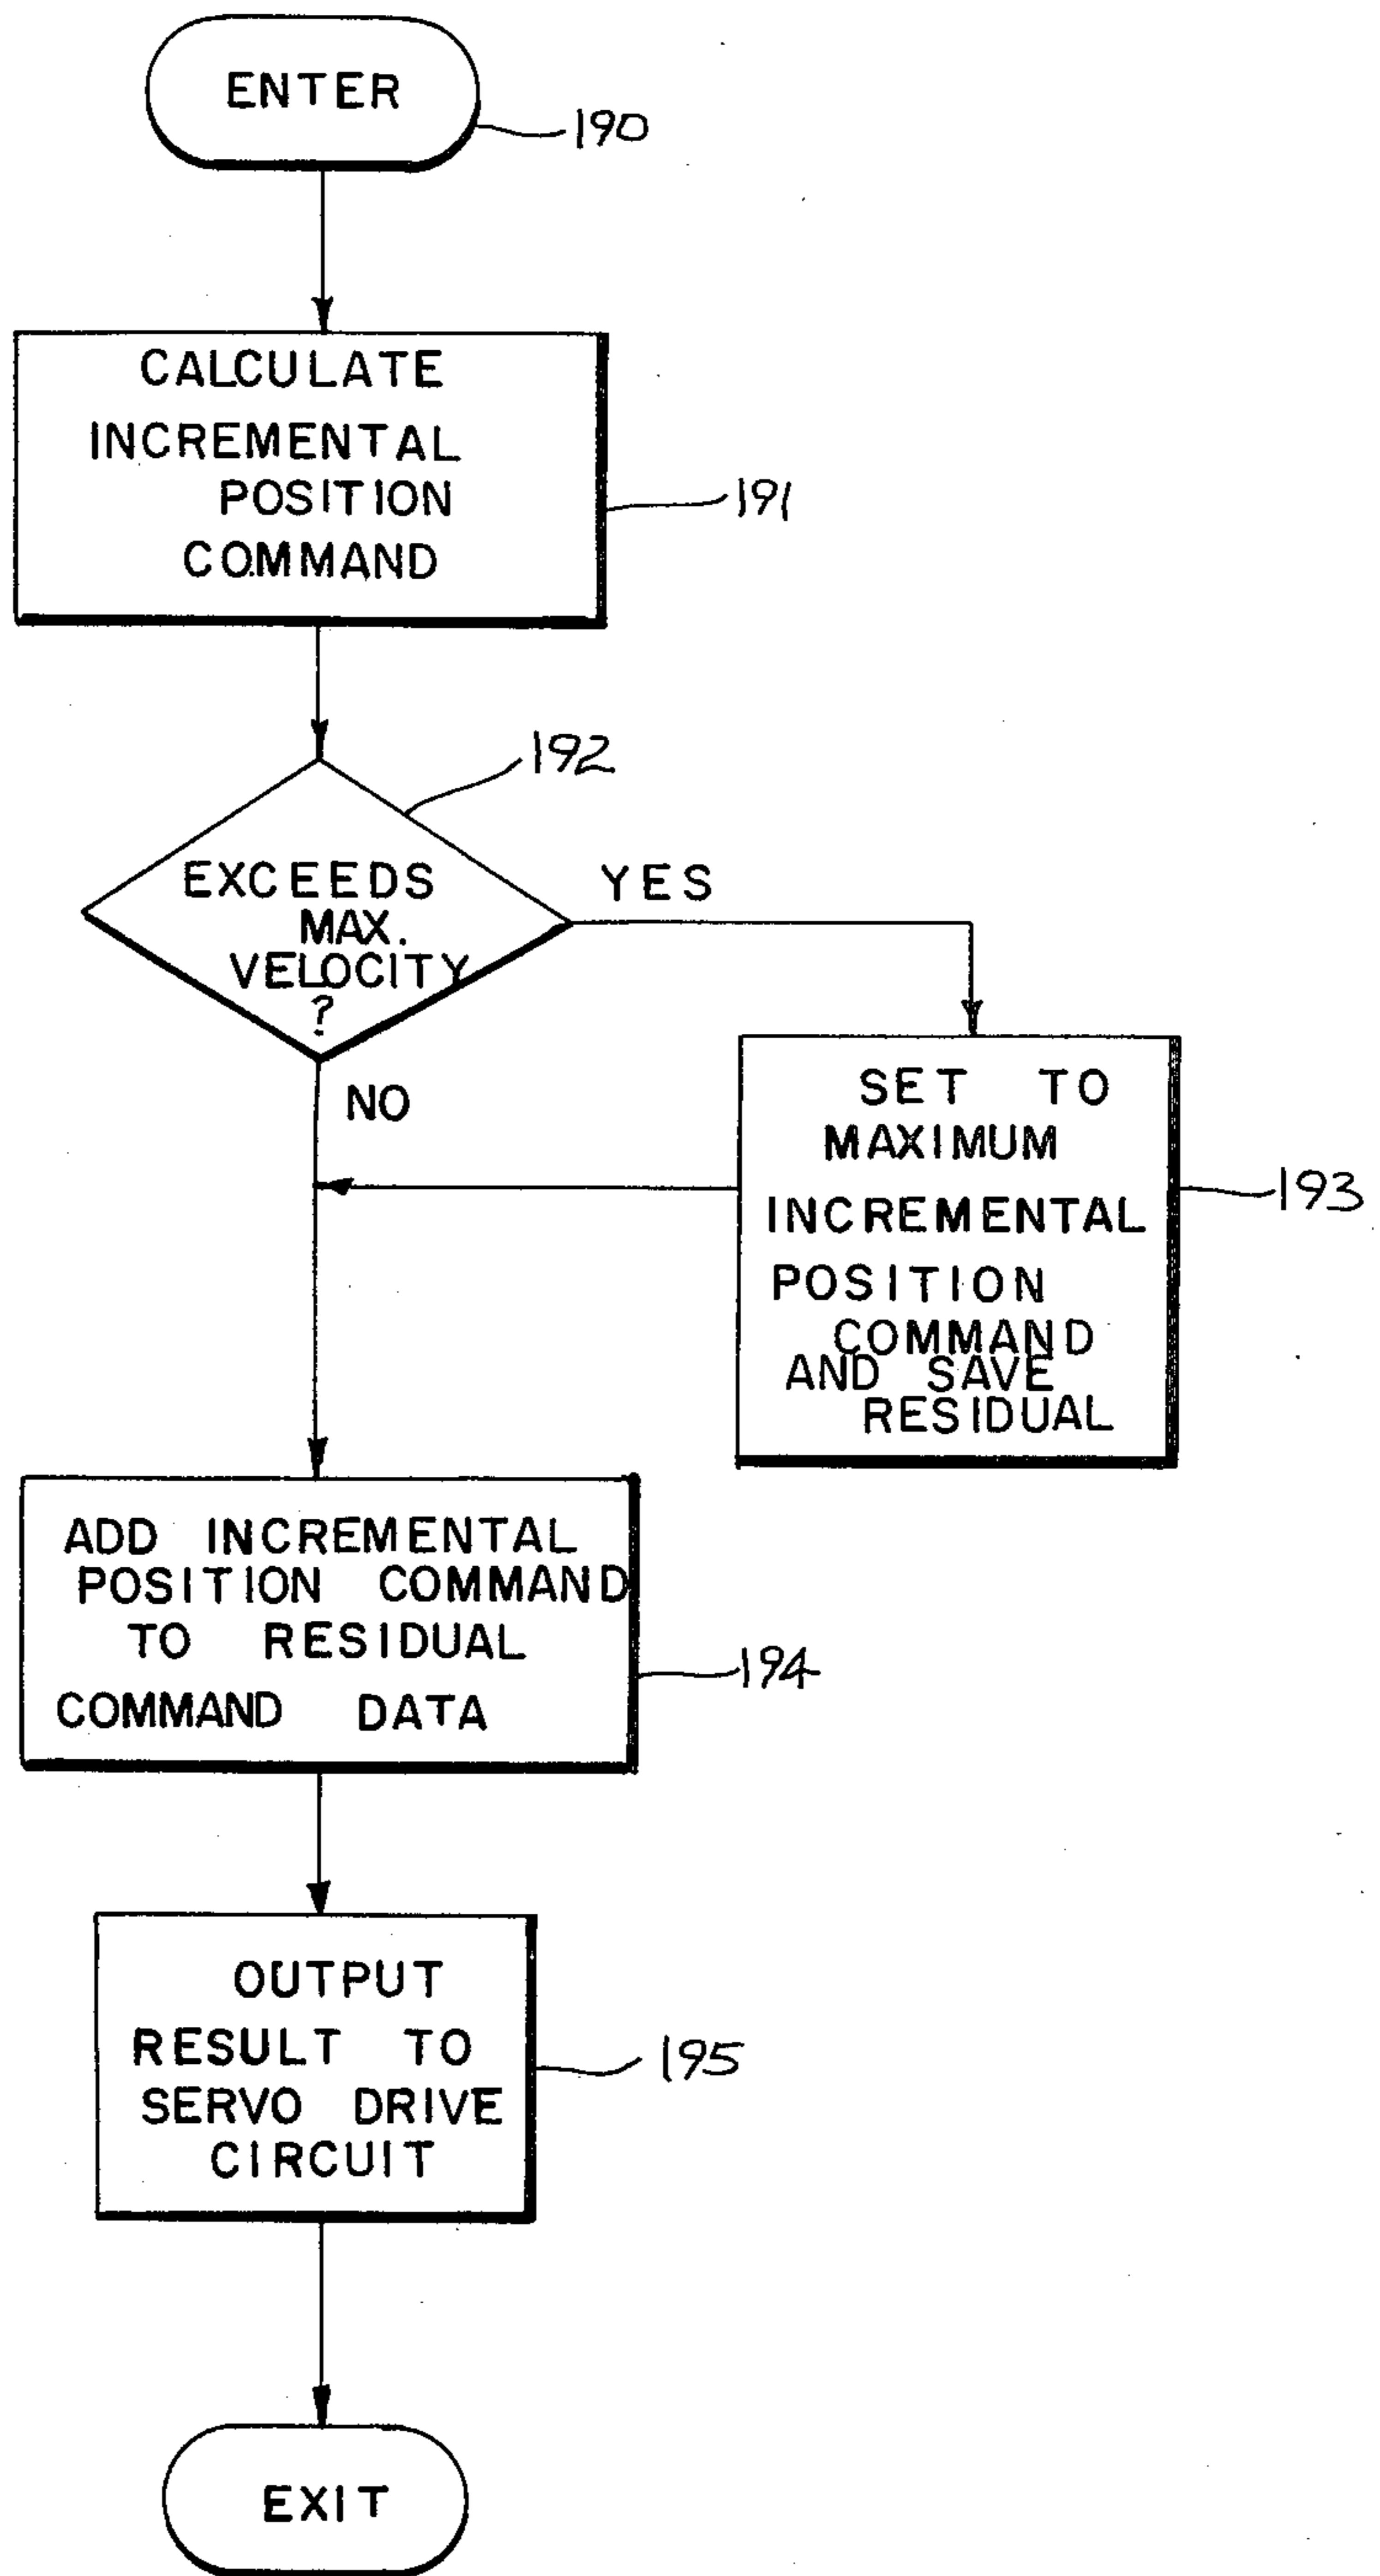 ENTER
190
CALCULATE
INCREMENTAL
POSITION
COMMAND
191
192
EXCEEDS
MAX.
VELOCITY
?
YES
NO
SET TO
MAXIMUM
INCREMENTAL
POSITION
COMMAND
AND SAVE
RESIDUAL
193
ADD INCREMENTAL
POSITION COMMAND
TO RESIDUAL
COMMAND DATA
194
OUTPUT
RESULT TO
SERVO DRIVE
CIRCUIT
195
EXIT